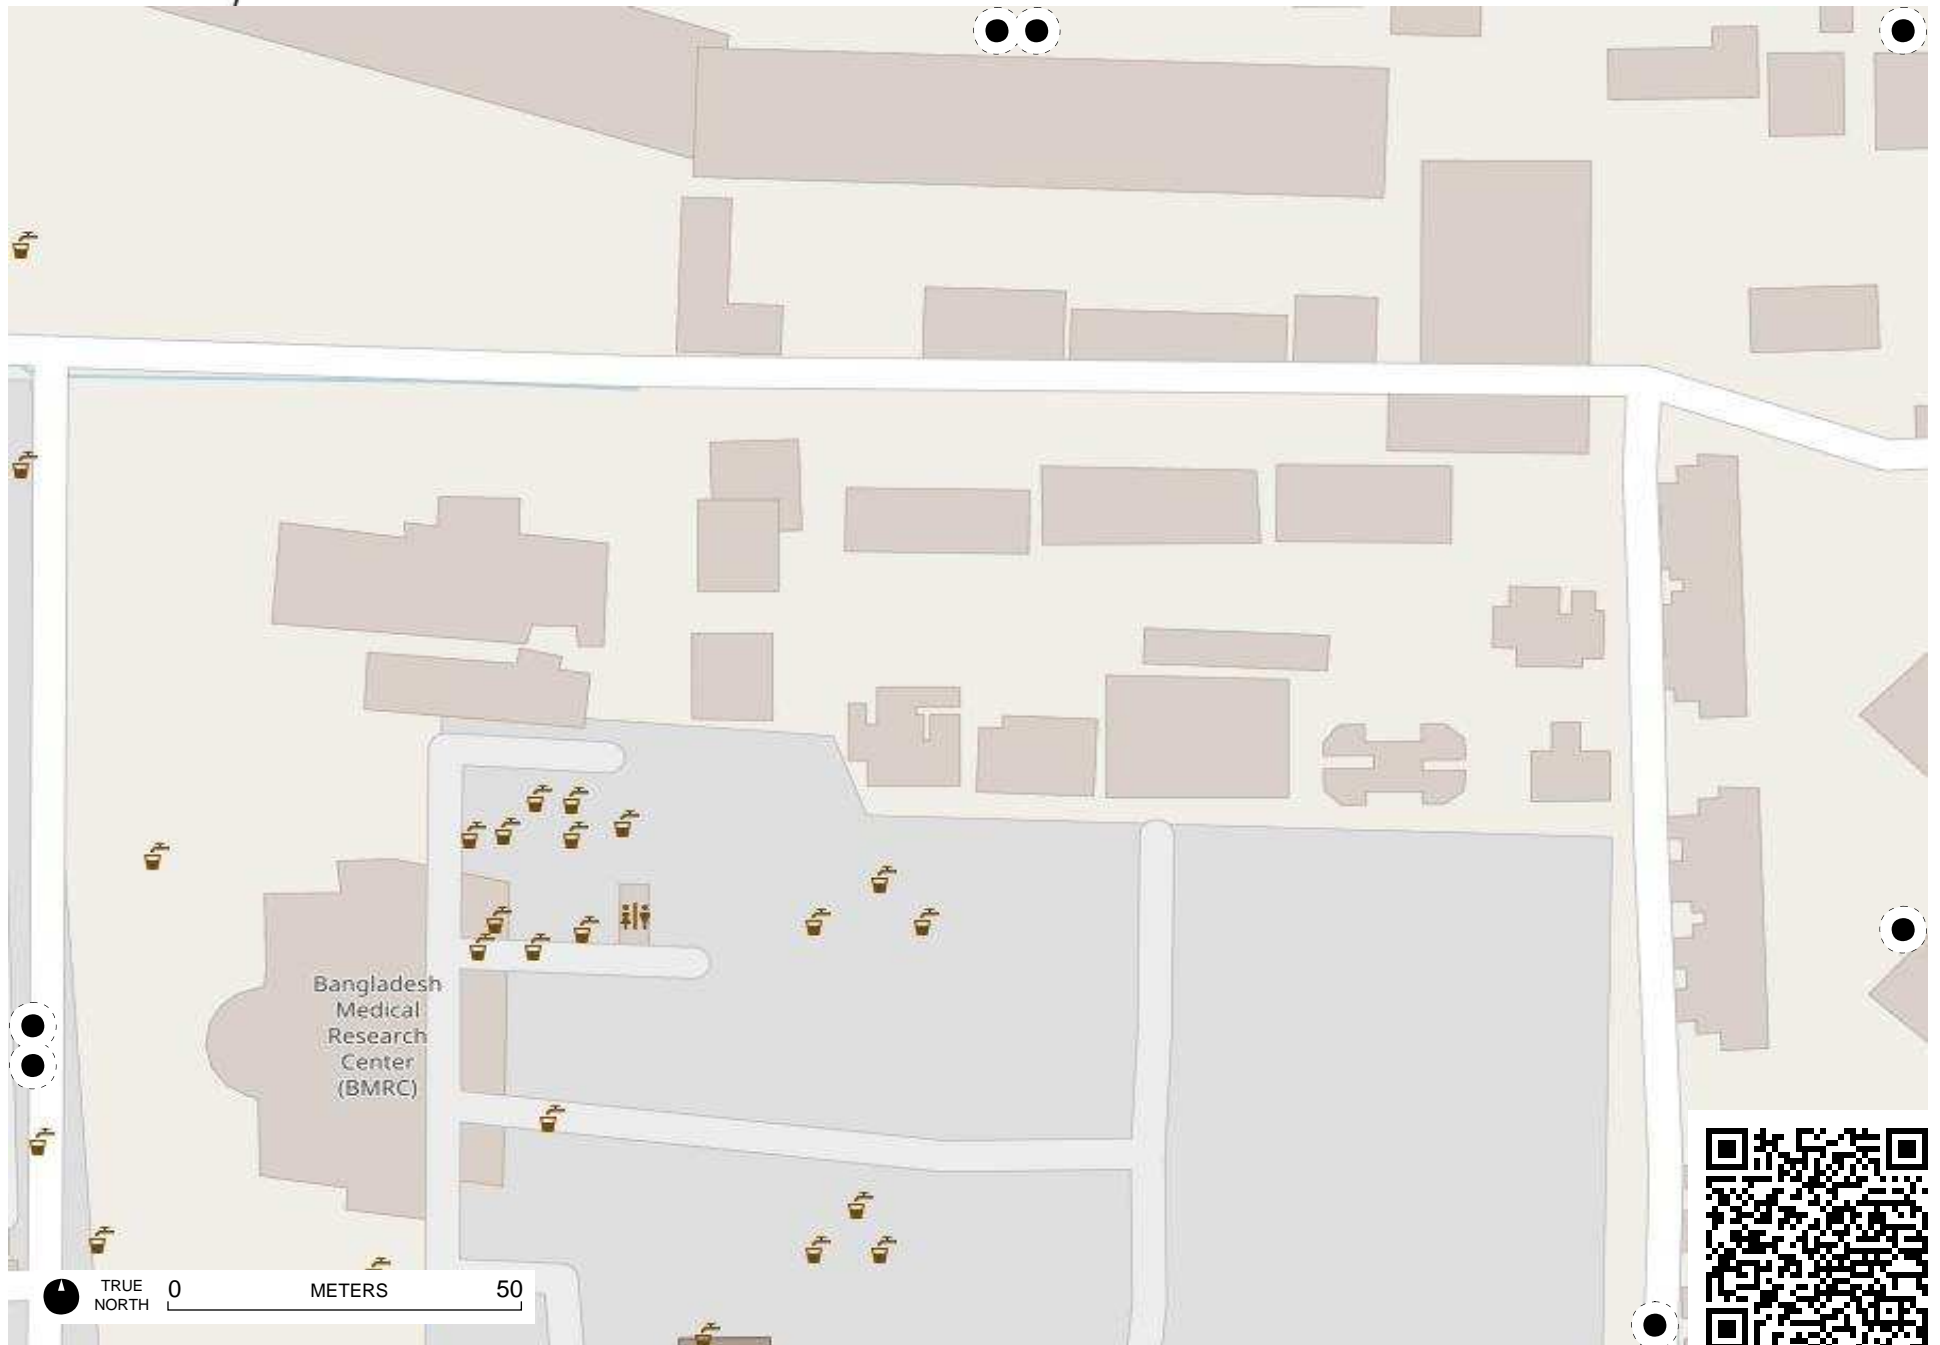 Bangladesh
Medical
Research
Center
(BMRC)
TRUE
NORTH
0 METERS 50